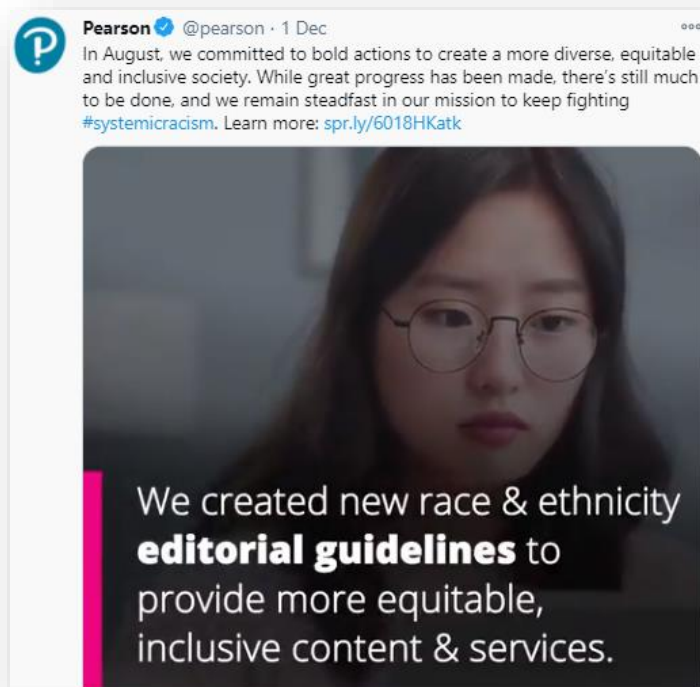 Pearson @pearson · 1 Dec
In August, we committed to bold actions to create a more diverse, equitable
and inclusive society. While great progress has been made, there's still much
to be done, and we remain steadfast in our mission to keep fighting
#systemicracism. Learn more: spr.ly/6018HKatk
We created new race & ethnicity
editorial guidelines to
provide more equitable,
inclusive content & services.